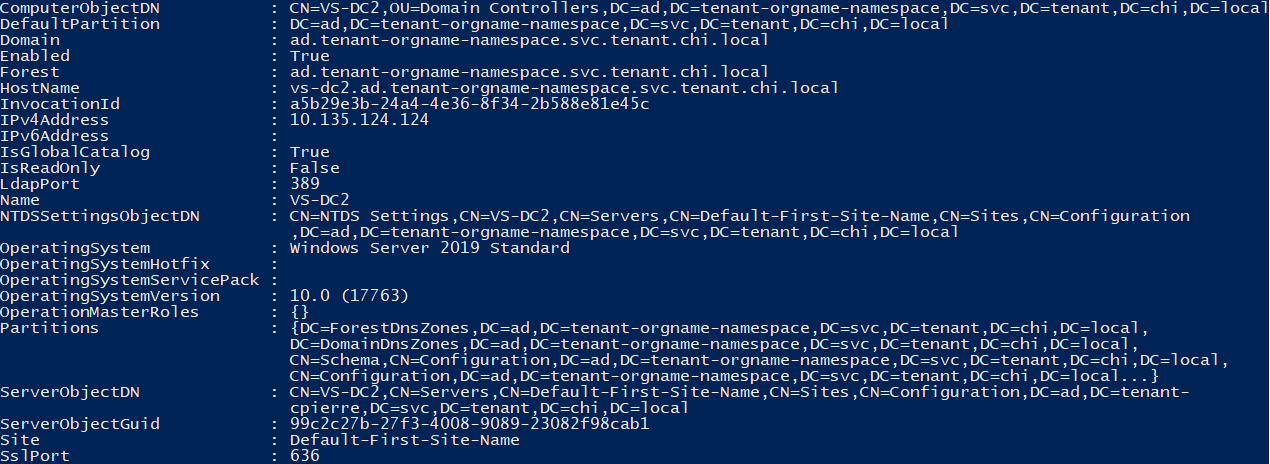 ComputerObjectDN : CN=VS-DC2,OU=Domain Controllers,DC=ad,DC=tenant-orgname-namespace,DC=svc,DC=tenant,DC=chi,DC=local
DefaultPartition : DC=ad,DC=tenant-orgname-namespace,DC=svc,DC=tenant,DC=chi,DC=local
Domain : ad.tenant-orgname-namespace.svc.tenant.chi.local
Enabled : True
Forest : ad.tenant-orgname-namespace.svc.tenant.chi.local
HostName : vs-dc2.ad.tenant-orgname-namespace.svc.tenant.chi.local
InvocationId : a5b29e3b-24a4-4e36-8f34-2b588e81e45c
IPv4Address : 10.135.124.124
IPv6Address :
IsGlobalCatalog : True
IsReadOnly : False
LdapPort : 389
Name : VS-DC2
NTDSSettingsObjectDN : CN=NTDS Settings,CN=VS-DC2,CN=Servers,CN=Default-First-Site-Name,CN=Sites,CN=Configuration
,DC=ad,DC=tenant-orgname-namespace,DC=svc,DC=tenant,DC=chi,DC=local
OperatingSystem : Windows Server 2019 Standard
OperatingSystemHotfix :
OperatingSystemServicePack :
OperatingSystemVersion : 10.0 (17763)
OperationMasterRoles : {}
Partitions : {DC=ForestDnsZones,DC=ad,DC=tenant-orgname-namespace,DC=svc,DC=tenant,DC=chi,DC=local,
DC=DomainDnsZones,DC=ad,DC=tenant-orgname-namespace,DC=svc,DC=tenant,DC=chi,DC=local,
CN=Schema,CN=Configuration,DC=ad,DC=tenant-orgname-namespace,DC=svc,DC=tenant,DC=chi,DC=local,
CN=Configuration,DC=ad,DC=tenant-orgname-namespace,DC=svc,DC=tenant,DC=chi,DC=local...}
ServerObjectDN : CN=VS-DC2,CN=Servers,CN=Default-First-Site-Name,CN=Sites,CN=Configuration,DC=ad,DC=tenant-
cpierre,DC=svc,DC=tenant,DC=chi,DC=local
ServerObjectGuid : 99c2c27b-27f3-4008-9089-23082f98cab1
Site : Default-First-Site-Name
SslPort : 636